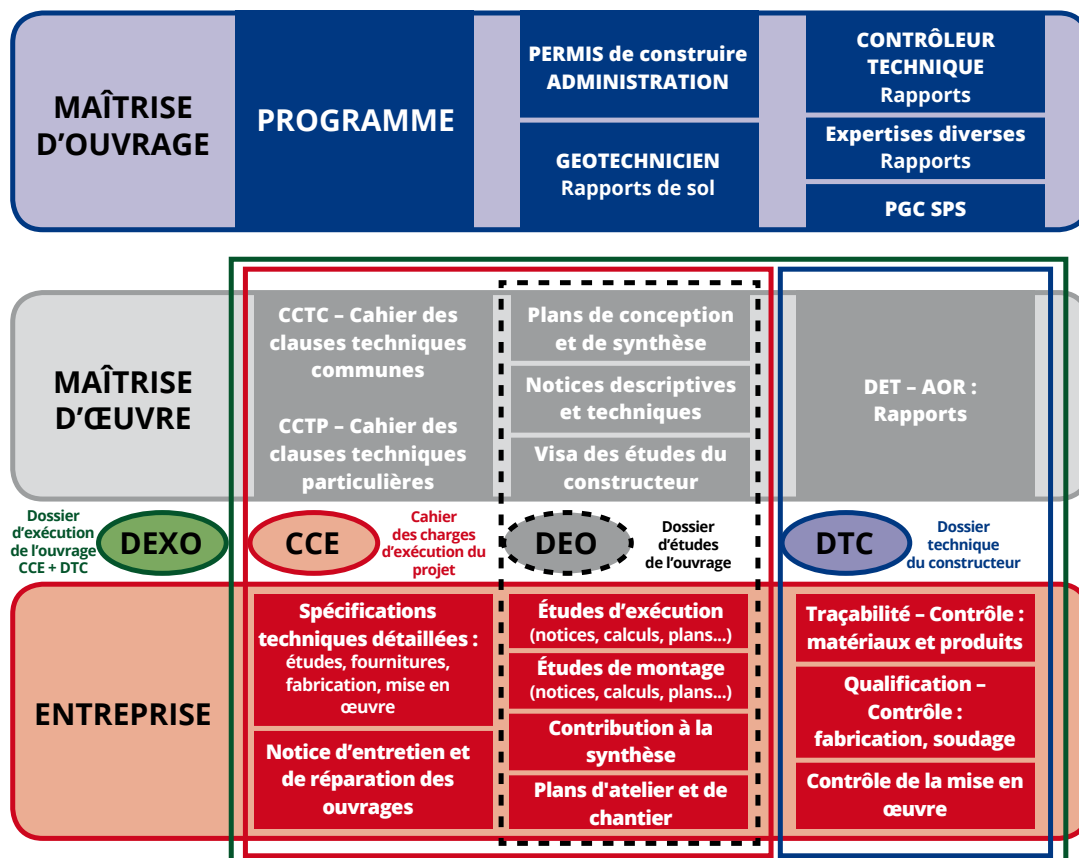 MAÎTRISE
D'OUVRAGE
PROGRAMME
PERMIS de construire
ADMINISTRATION
GEOTECHNICIEN
Rapports de sol
CONTRÔLEUR
TECHNIQUE
Rapports
Expertises diverses
Rapports
PGC SPS
MAÎTRISE
D'ŒUVRE
CCTC – Cahier des
clauses techniques
communes
CCTP – Cahier des
clauses techniques
particulières
Plans de conception
et de synthèse
Notices descriptives
et techniques
Visa des études du
constructeur
DET – AOR :
Rapports
Dossier
d'exécution
de l'ouvrage
CCE + DTC
DEXO
CCE
Cahier
des charges
d'exécution du
projet
DEO
Dossier
d'études
de l'ouvrage
DTC
Dossier
technique
du constructeur
ENTREPRISE
Spécifications
techniques détaillées :
études, fournitures,
fabrication, mise en
œuvre
Notice d'entretien et
de réparation des
ouvrages
Études d'exécution
(notices, calculs, plans...)
Études de montage
(notices, calculs, plans...)
Contribution à la
synthèse
Plans d'atelier et de
chantier
Traçabilité – Contrôle :
matériaux et produits
Qualification –
Contrôle :
fabrication, soudage
Contrôle de la mise en
œuvre